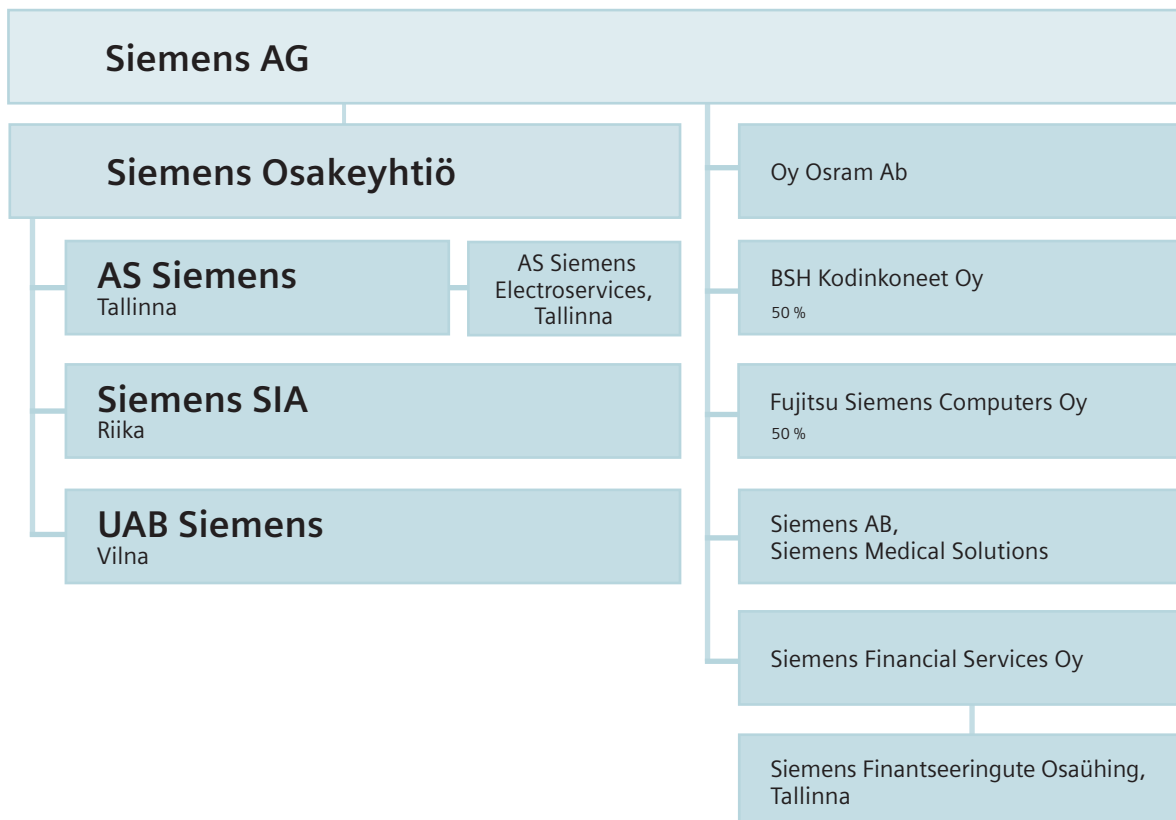 Siemens AG
Siemens Osakeyhtiö
AS Siemens
Tallinna
AS Siemens
Electroservices,
Tallinna
Siemens SIA
Riika
UAB Siemens
Vilna
Oy Osram Ab
BSH Kodinkoneet Oy
50 %
Fujitsu Siemens Computers Oy
50 %
Siemens AB,
Siemens Medical Solutions
Siemens Financial Services Oy
Siemens Finantseeringute Osaühing,
Tallinna